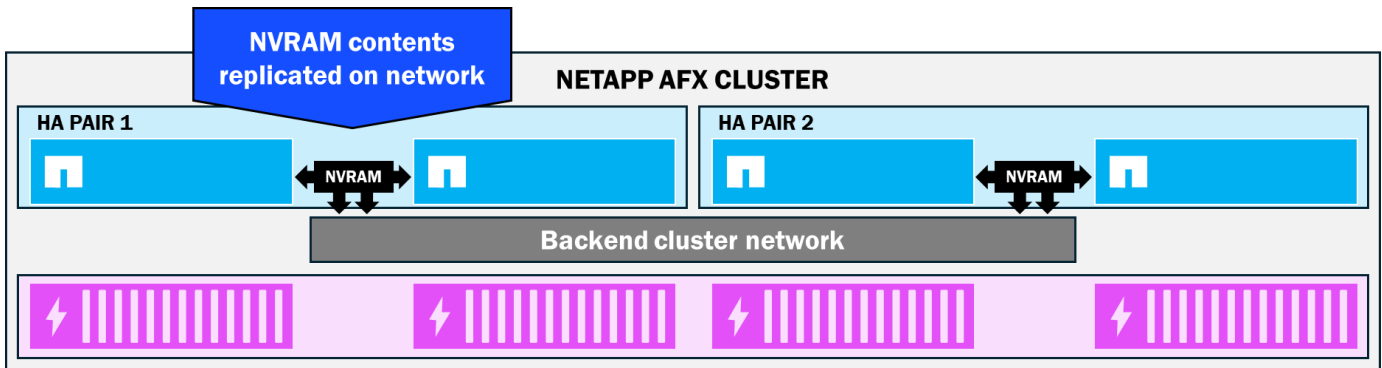 NVRAM contents
replicated on network
NETAPP AFX CLUSTER
HA PAIR 1
HA PAIR 2
NVRAM
NVRAM
Backend cluster network